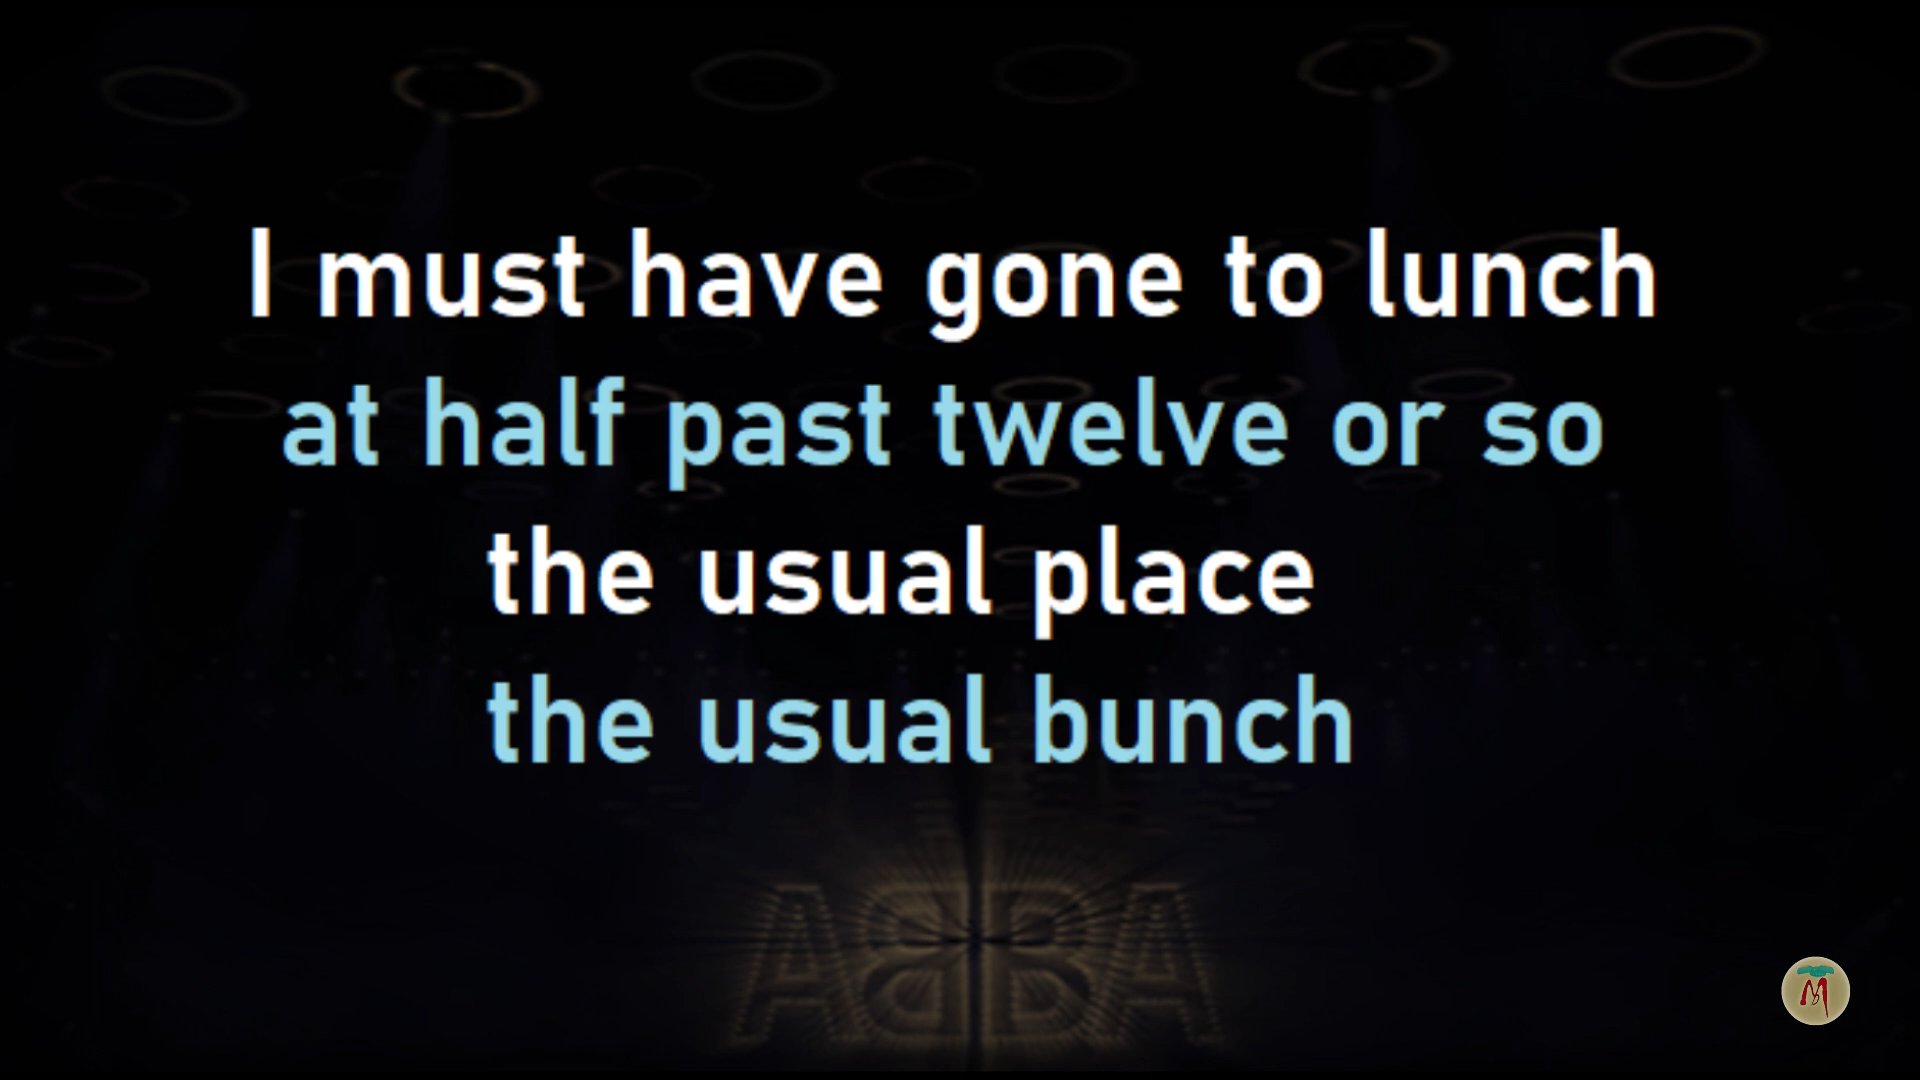 I must have gone to lunch
at half past twelve or so
the usual place
the usual bunch
ABBA